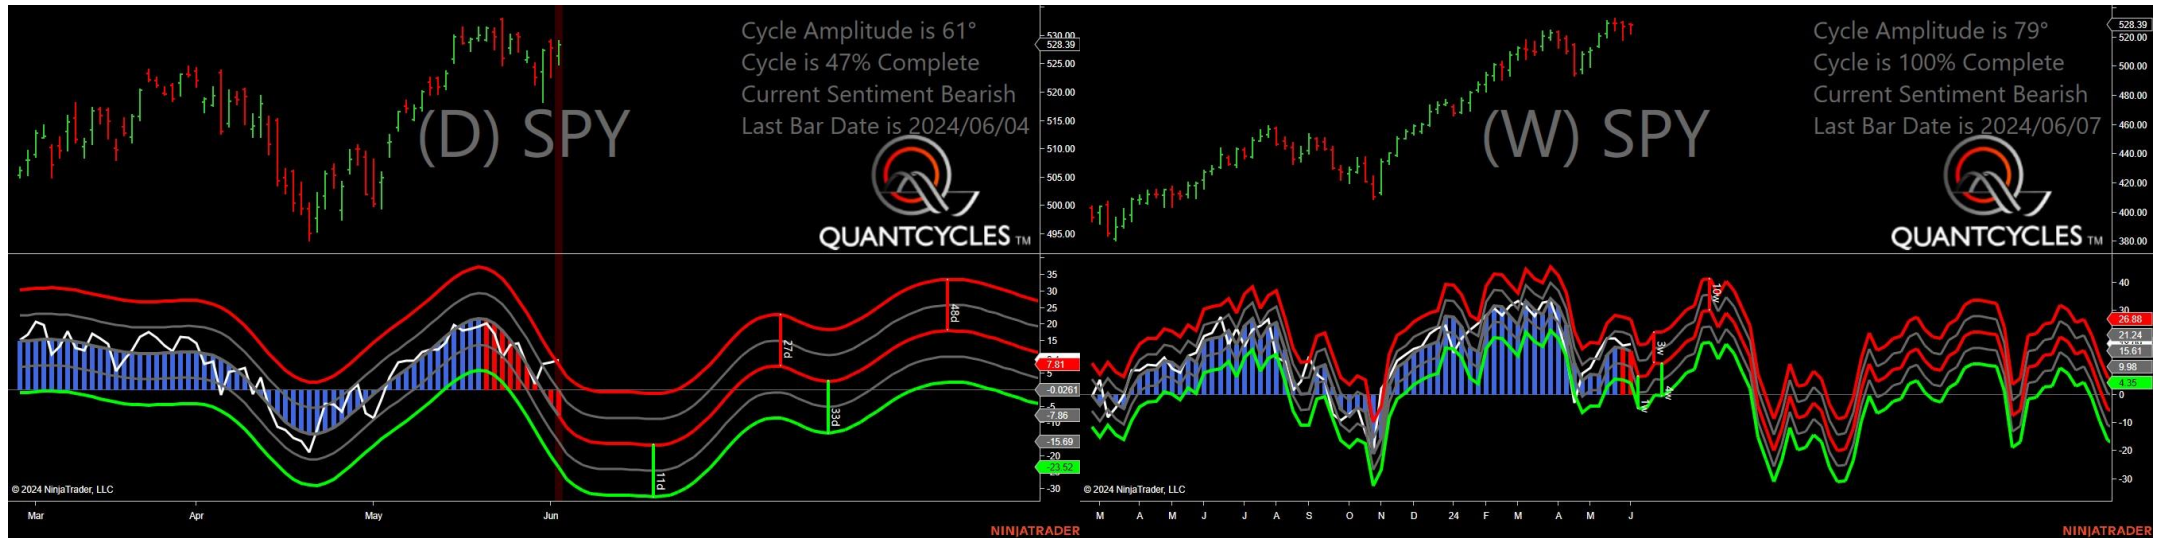 Cycle Amplitude is 61°
Cycle is 47% Complete
Current Sentiment Bearish
Last Bar Date is 2024/06/04
(D) SPY
QUANTCYCLES TM
530.00
528.39
525.00
520.00
515.00
510.00
505.00
500.00
495.00
35
30
25
20
15
7.81
5
-0.0261
-5
-7.86
-10
-15.69
-20
-23.52
-30
27d
48d
33d
11d
© 2024 NinjaTrader, LLC
Mar Apr May Jun
NINJATRADER
Cycle Amplitude is 79°
Cycle is 100% Complete
Current Sentiment Bearish
Last Bar Date is 2024/06/07
(W) SPY
QUANTCYCLES TM
528.39
520.00
500.00
480.00
460.00
440.00
420.00
400.00
380.00
40
30
26.88
21.24
15.61
9.98
4.35
0
-10
-20
-30
10w
3w
4w
1w
© 2024 NinjaTrader, LLC
M A M J J A S O N D 24 F M A M J
NINJATRADER